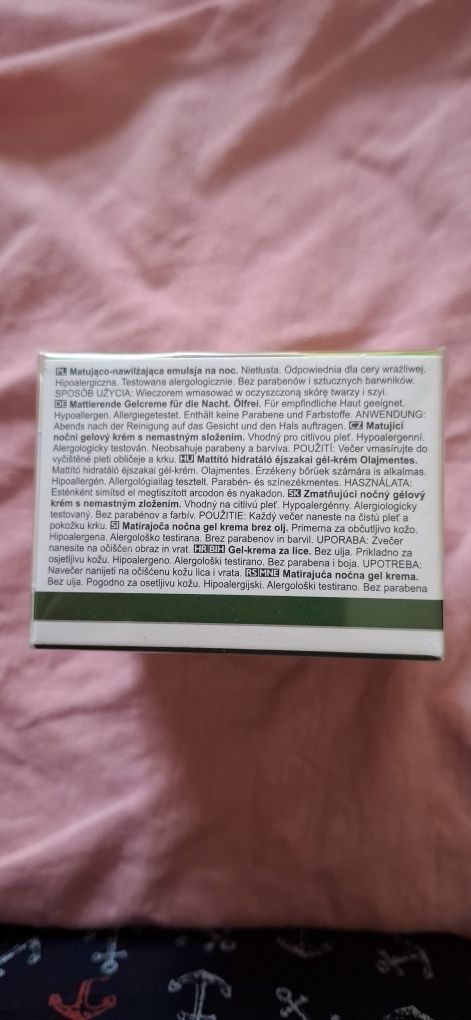 PL Matująco-nawilżająca emulsja na noc. Nietłusta. Odpowiednia dla cery wrażliwej.
Hipoalergiczna. Testowana alergologicznie. Bez parabenów i sztucznych barwników.
SPOSÓB UŻYCIA: Wieczorem wmasować w oczyszczoną skórę twarzy i szyi.
DE Mattierende Gelcreme für die Nacht. Ölfrei. Für empfindliche Haut geeignet.
Hypoallergen. Allergiegetestet. Enthält keine Parabene und Farbstoffe. ANWENDUNG:
Abends nach der Reinigung auf das Gesicht und den Hals auftragen. CZ Matující
noční gelový krém s nemastným složením. Vhodný pro citlivou pleť. Hypoalergenní.
Alergologicky testován. Neobsahuje parabeny a barviva. POUŽITÍ: Večer vmasírujte do
vyčištěné pleti obličeje a krku. HU Mattító hidratáló éjszakai gél-krém Olajmentes.
Mattító hidratáló éjszakai gél-krém. Olajmentes. Érzékeny bőrűek számára is alkalmas.
Hipoallergén. Allergológiailag tesztelt. Parabén- és színezékmentes. HASZNÁLATA:
Esténként simítsd el megtisztított arcodon és nyakadon. SK Zmatňujúci nočný gélový
krém s nemastným zložením. Vhodný na citlivú pleť. Hypoalergénny. Alergiologicky
testovaný. Bez parabénov a farbív. POUŽITIE: Každý večer naneste na čistú pleť a
pokožku krku. SI Matirajoča nočna gel krema brez olj. Primerna za občutljivo kožo.
Hipoalergena. Alergološko testirana. Brez parabenov in barvil. UPORABA: Zvečer
nanesite na očiščen obraz in vrat. HR/BIH Gel-krema za lice. Bez ulja. Prikladno za
osjetljivu kožu. Hipoalergeno. Alergološki testirano. Bez parabena i boja. UPOTREBA:
Navečer nanijeti na očišćenu kožu lica i vrata. RS/MNE Matirajuća noćna gel krema.
Bez ulja. Pogodno za osetljivu kožu. Hipoalergijski. Alergološki testirano. Bez parabena